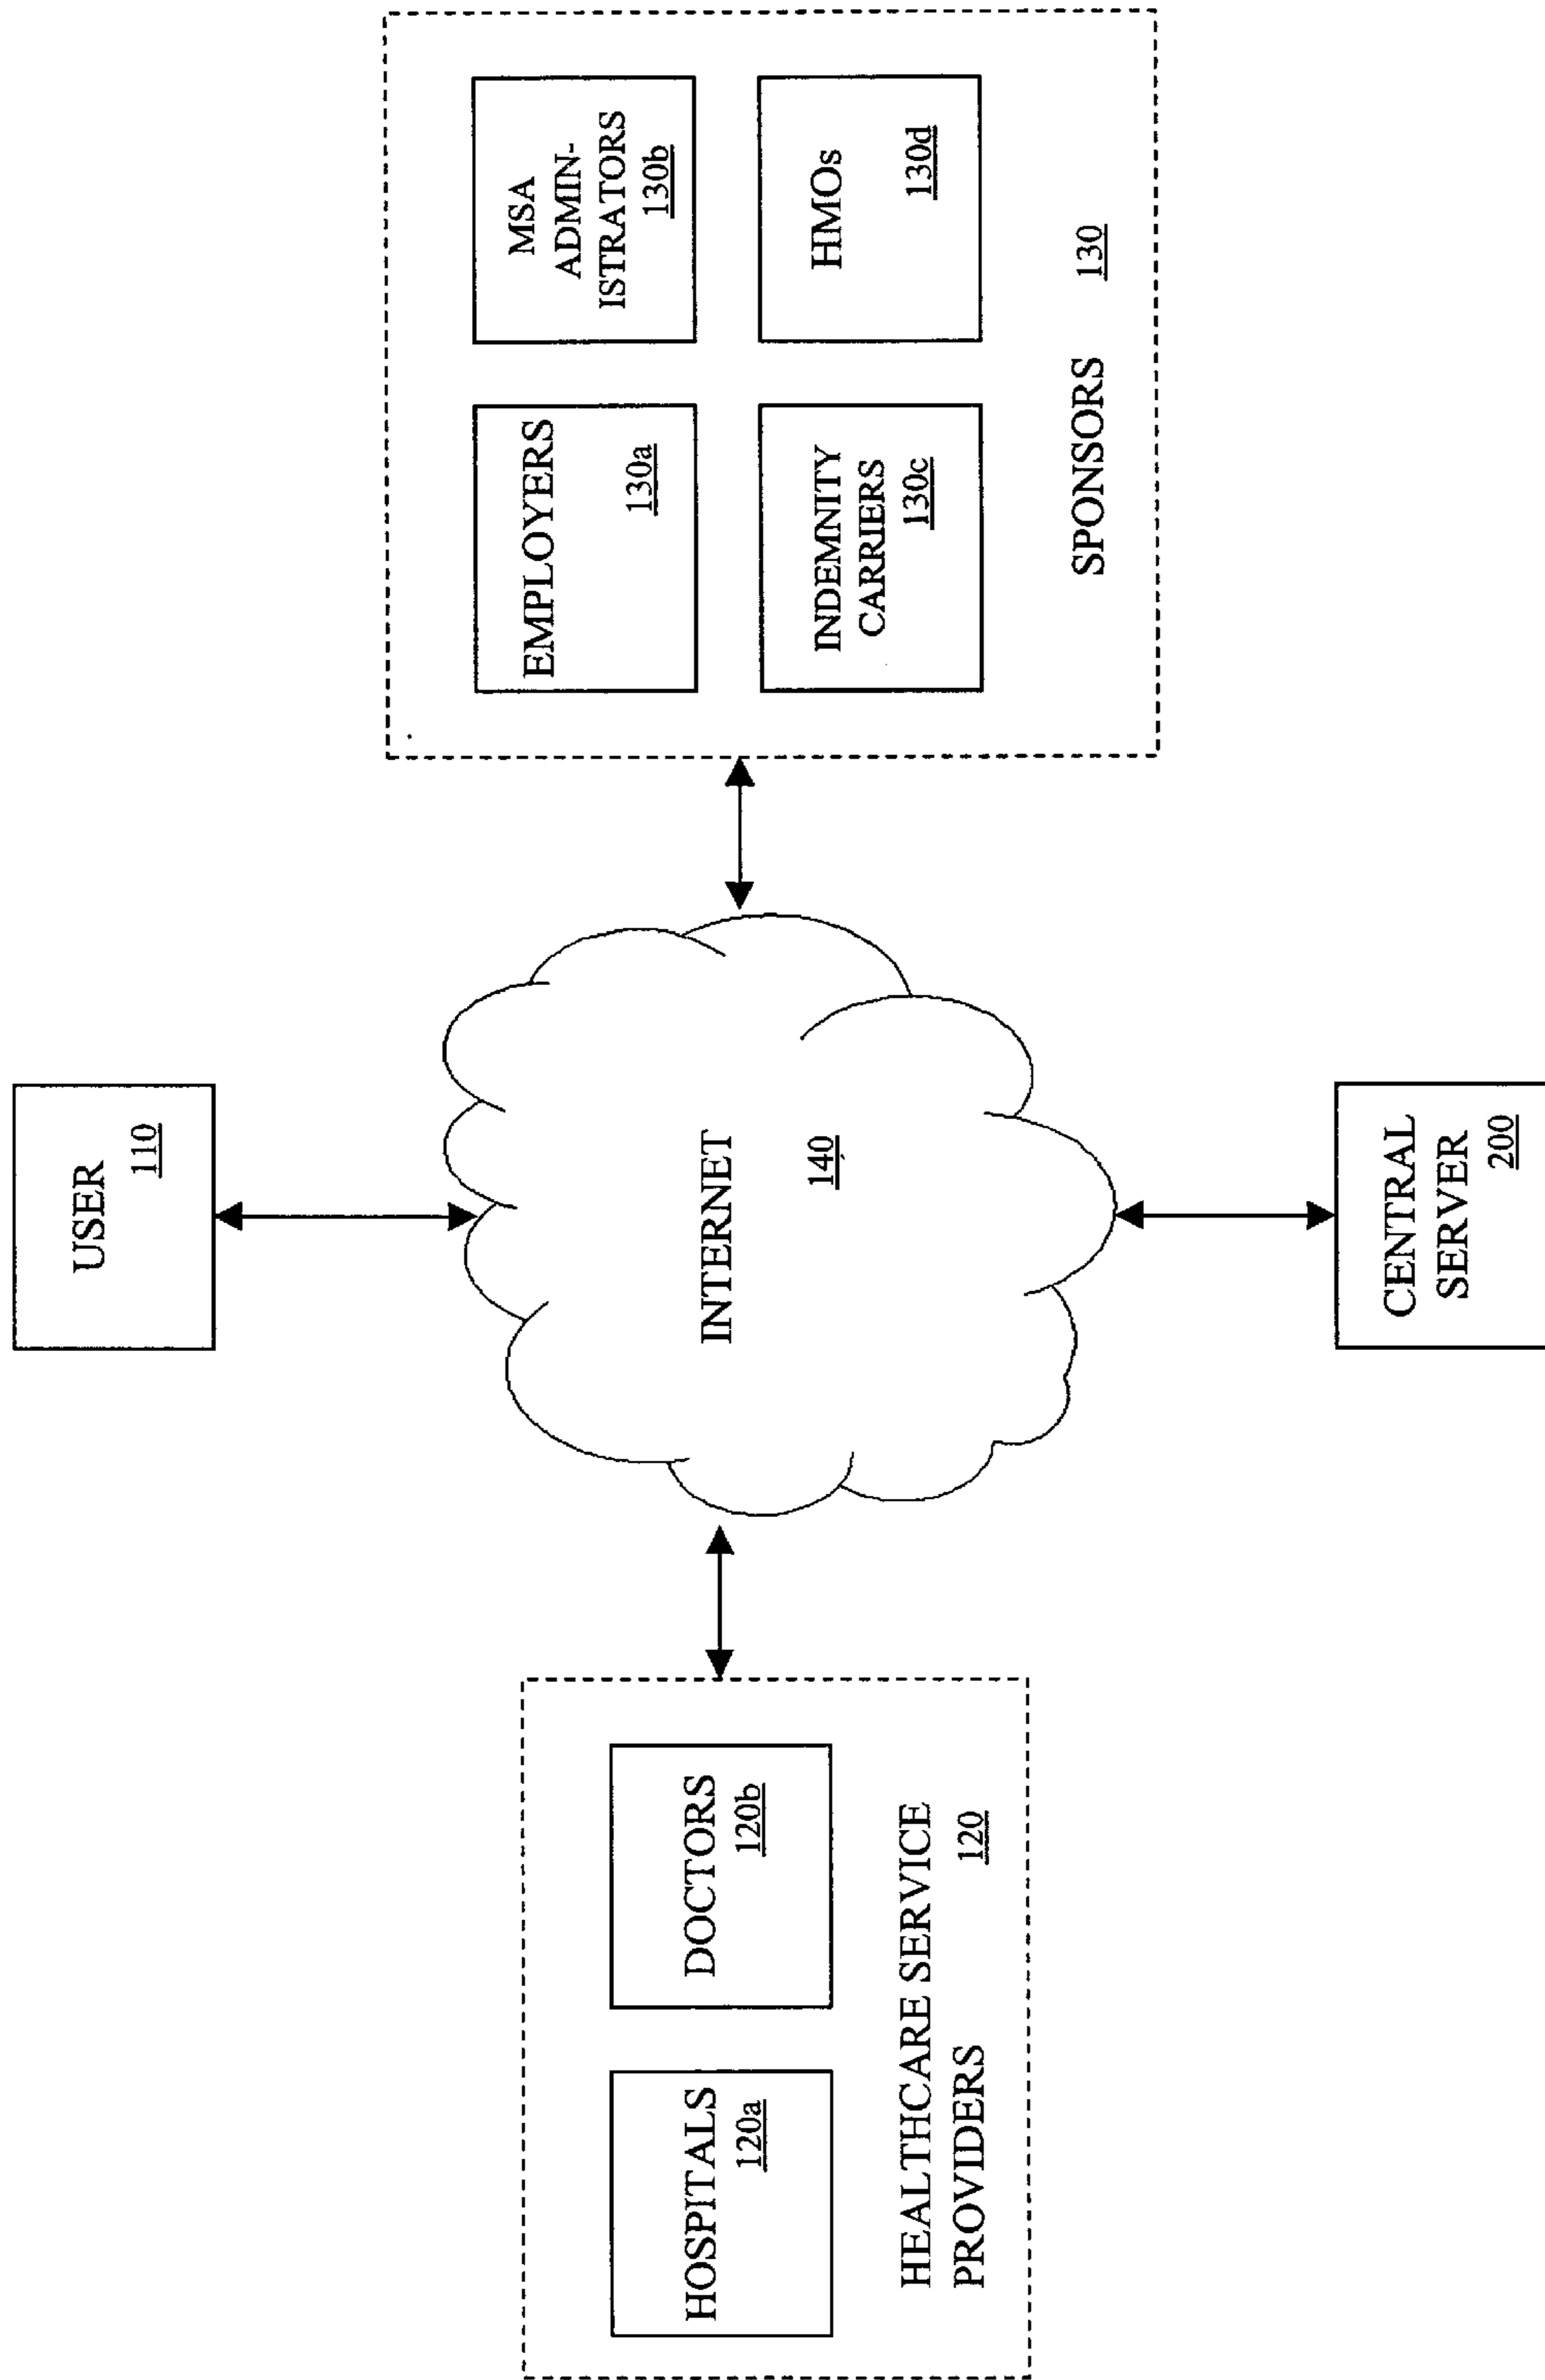 USER
110
HOSPITALS
120a
DOCTORS
120b
HEALTHCARE SERVICE
PROVIDERS
120
INTERNET
140
EMPLOYERS
130a
MSA
ADMIN-
ISTRATORS
130b
INDEMNITY
CARRIERS
130c
HMOs
130d
SPONSORS
130
CENTRAL
SERVER
200